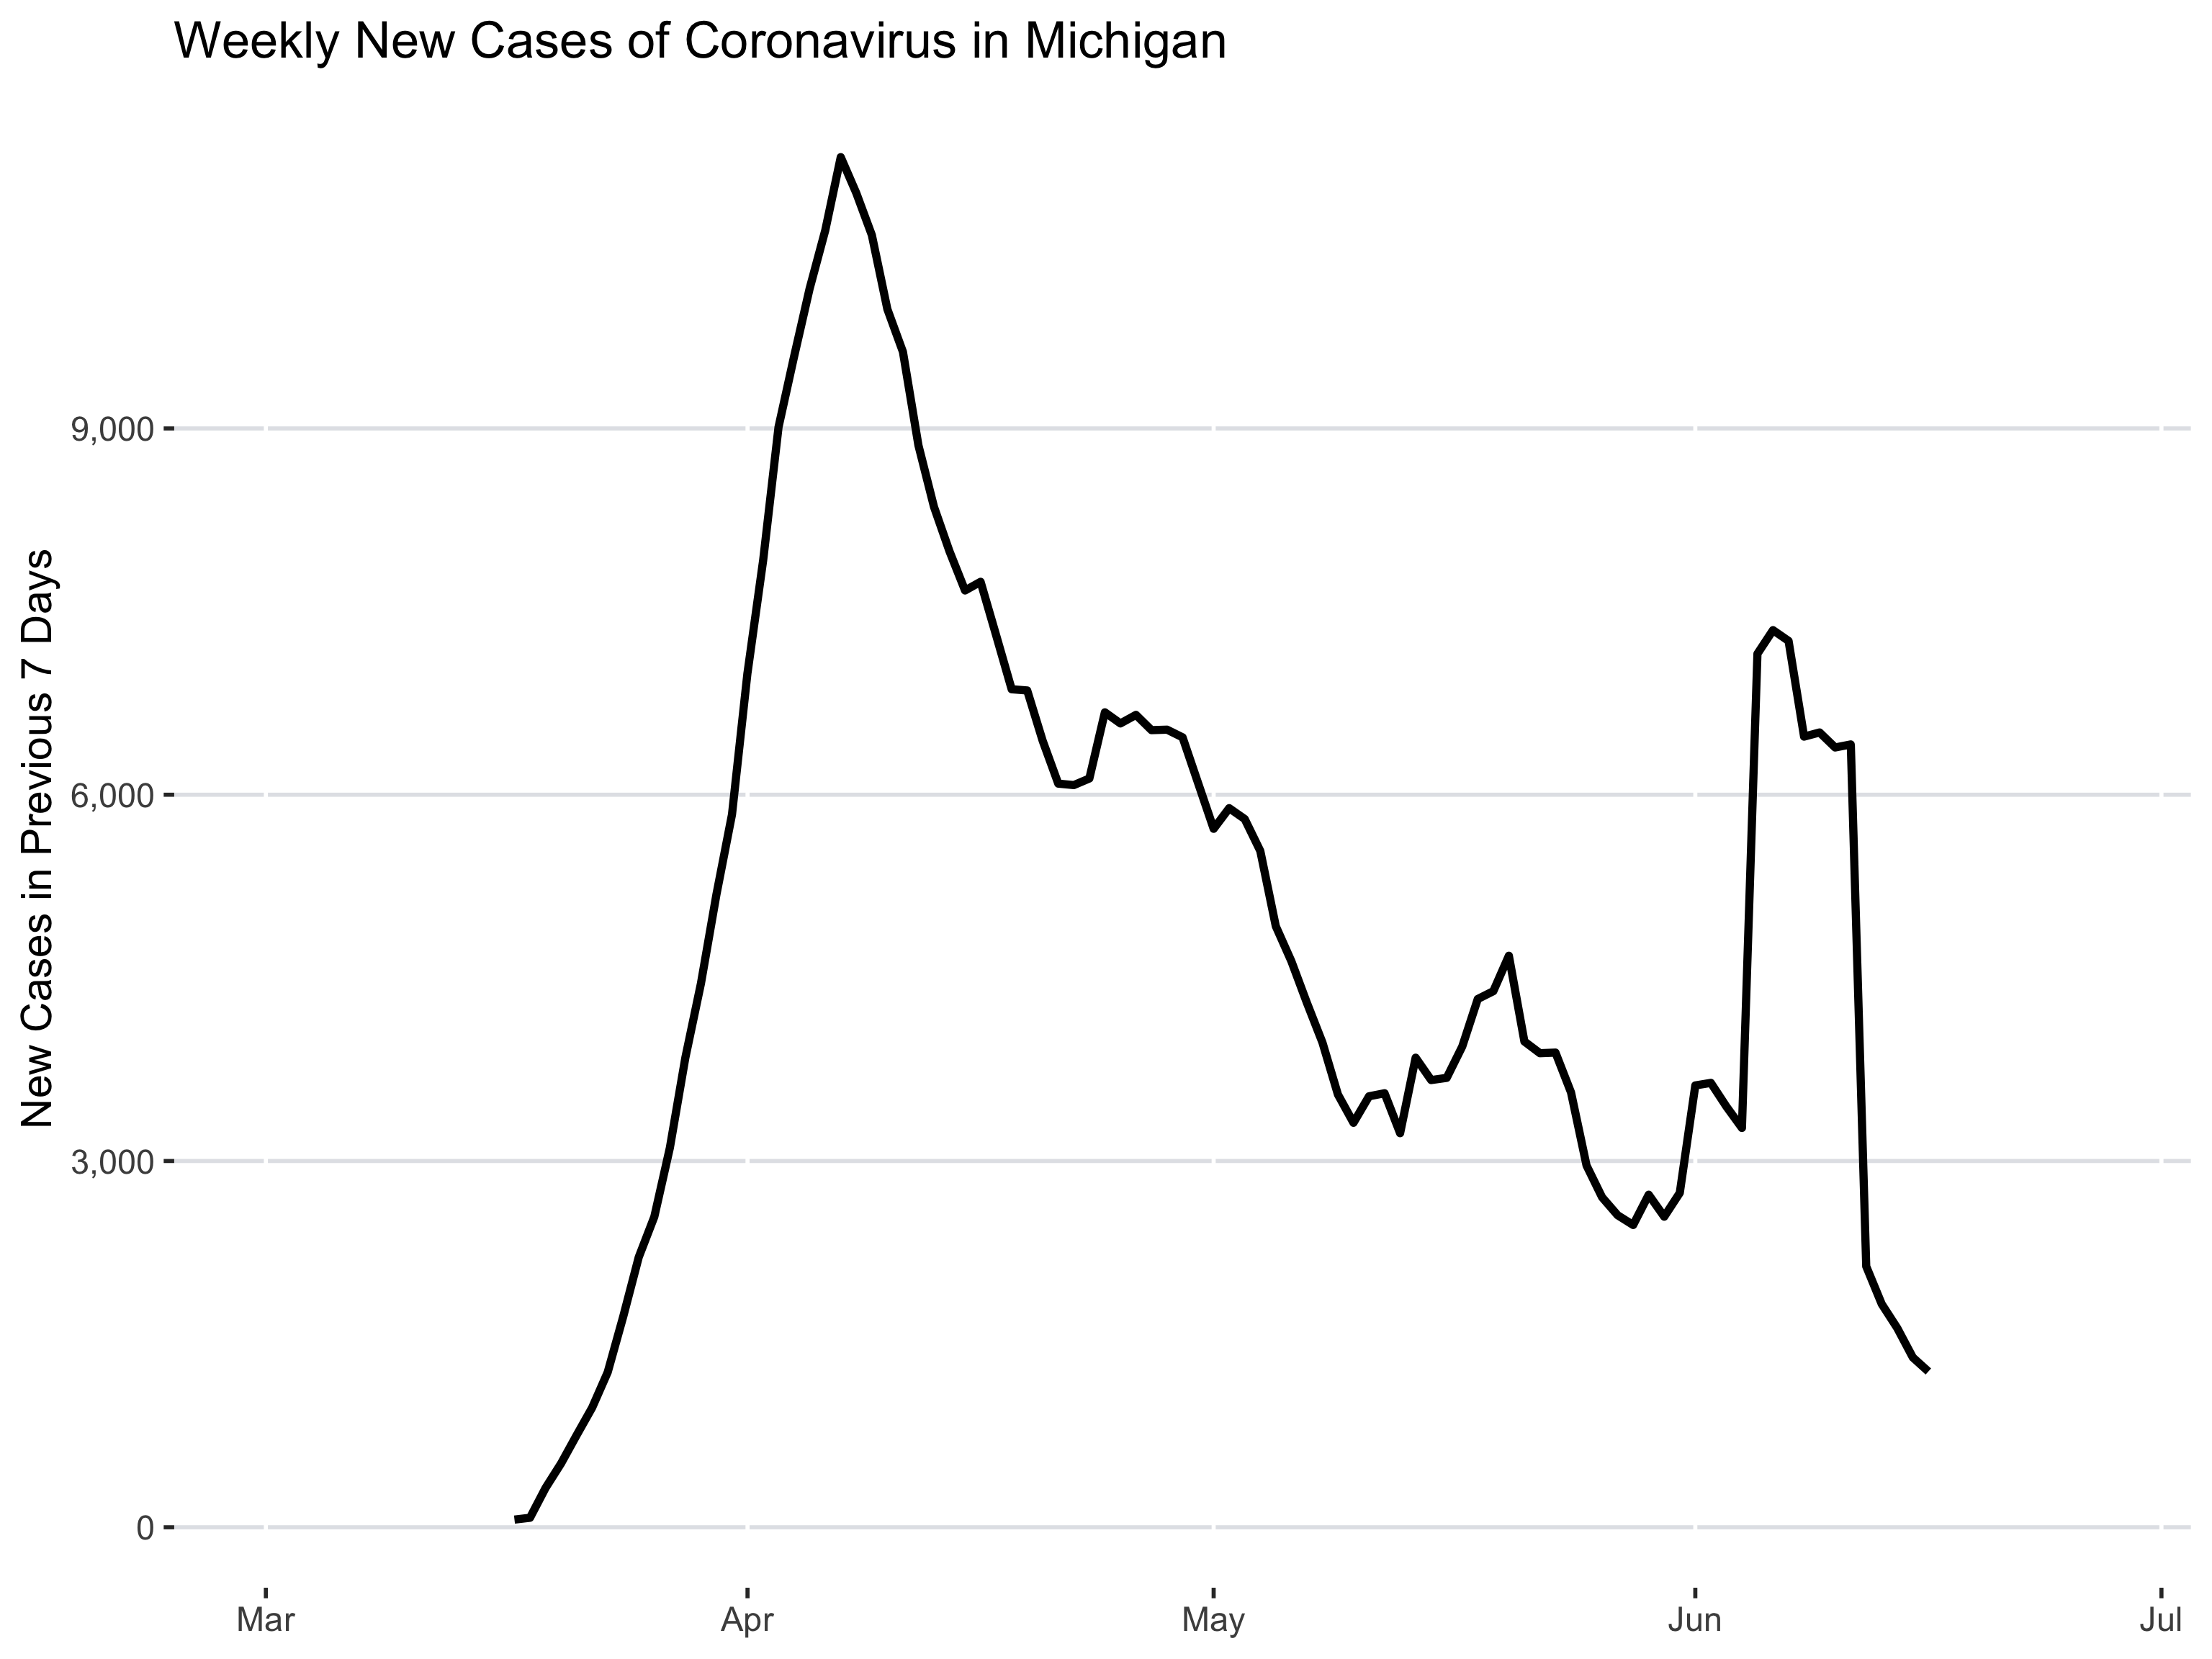 Weekly New Cases of Coronavirus in Michigan
New Cases in Previous 7 Days
9,000
6,000
3,000
0
Mar
Apr
May
Jun
Jul